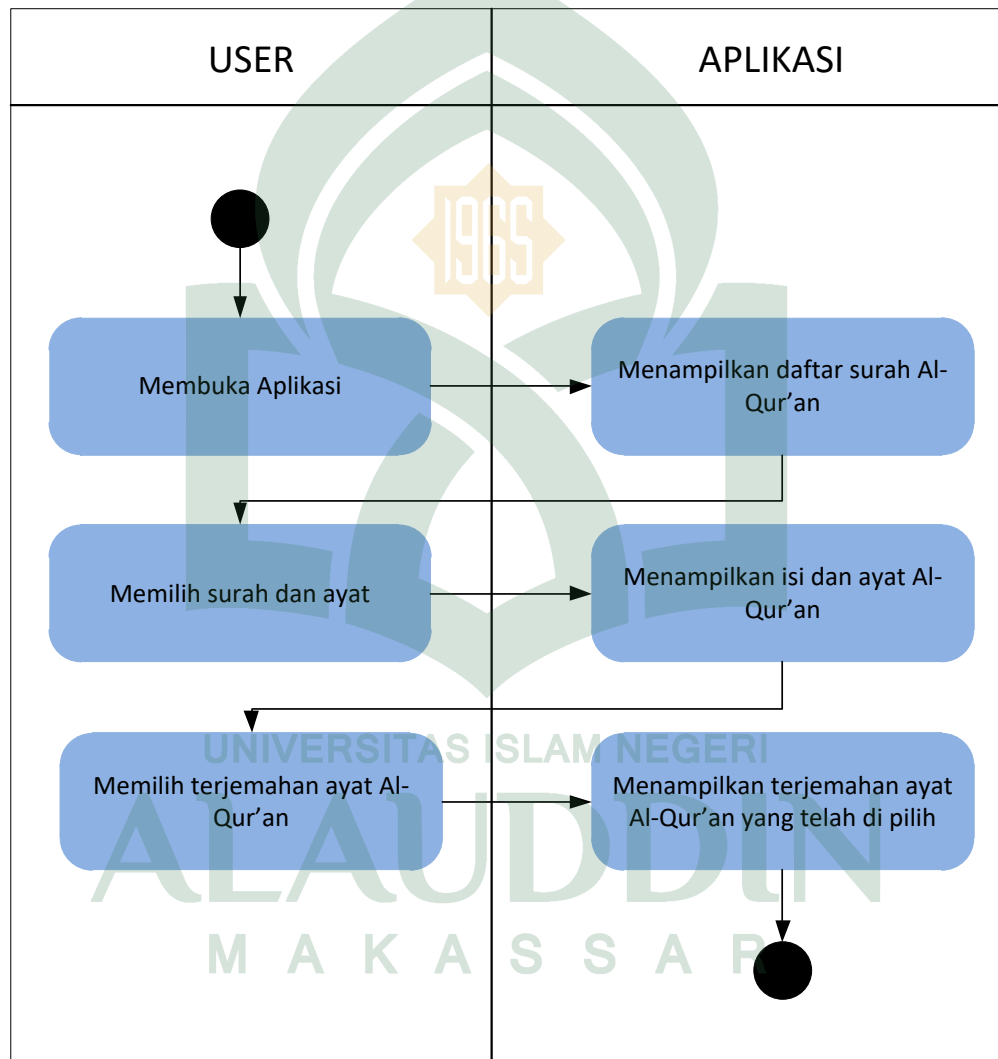 USER
APLIKASI
1965
Membuka Aplikasi
Menampilkan daftar surah Al-
Qur’an
Memilih surah dan ayat
Menampilkan isi dan ayat Al-
Qur’an
UNIVERSITAS ISLAM NEGERI
Memilih terjemahan ayat Al-
Qur’an
Menampilkan terjemahan ayat
Al-Qur’an yang telah di pilih
ALAUDDIN
MAKASSAR